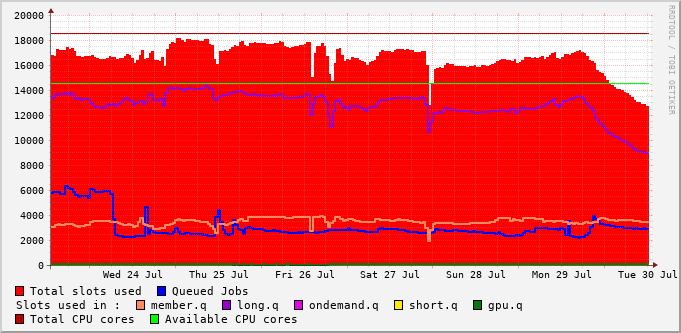 20000
18000
16000
14000
12000
10000
8000
6000
4000
2000
0
Wed 24 Jul Thu 25 Jul Fri 26 Jul Sat 27 Jul Sun 28 Jul Mon 29 Jul Tue 30 Jul
RRDTOOL / TOBI OETIKER
Total slots used Queued Jobs
Slots used in : member.q long.q ondemand.q short.q gpu.q
Total CPU cores Available CPU cores